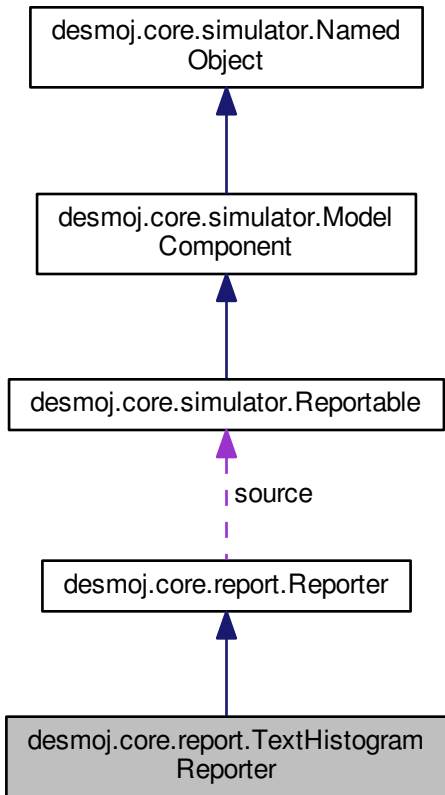 desmoj.core.simulator.Named
Object
desmoj.core.simulator.Model
Component
desmoj.core.simulator.Reportable
source
desmoj.core.report.Reporter
desmoj.core.report.TextHistogram
Reporter